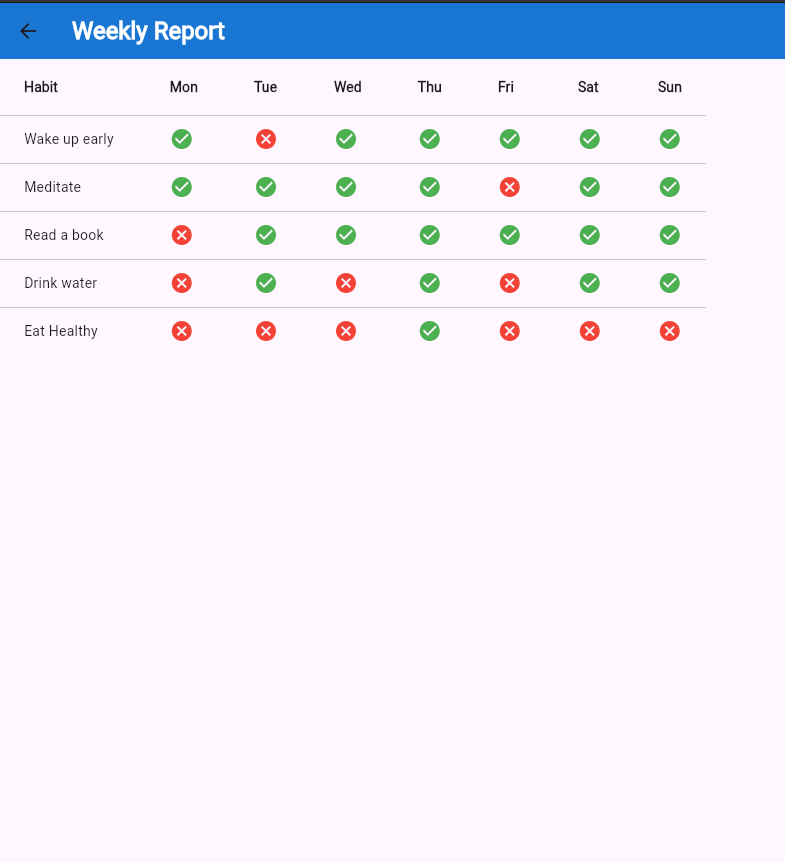 Weekly Report
Habit Mon Tue Wed Thu Fri Sat Sun
Wake up early
Meditate
Read a book
Drink water
Eat Healthy